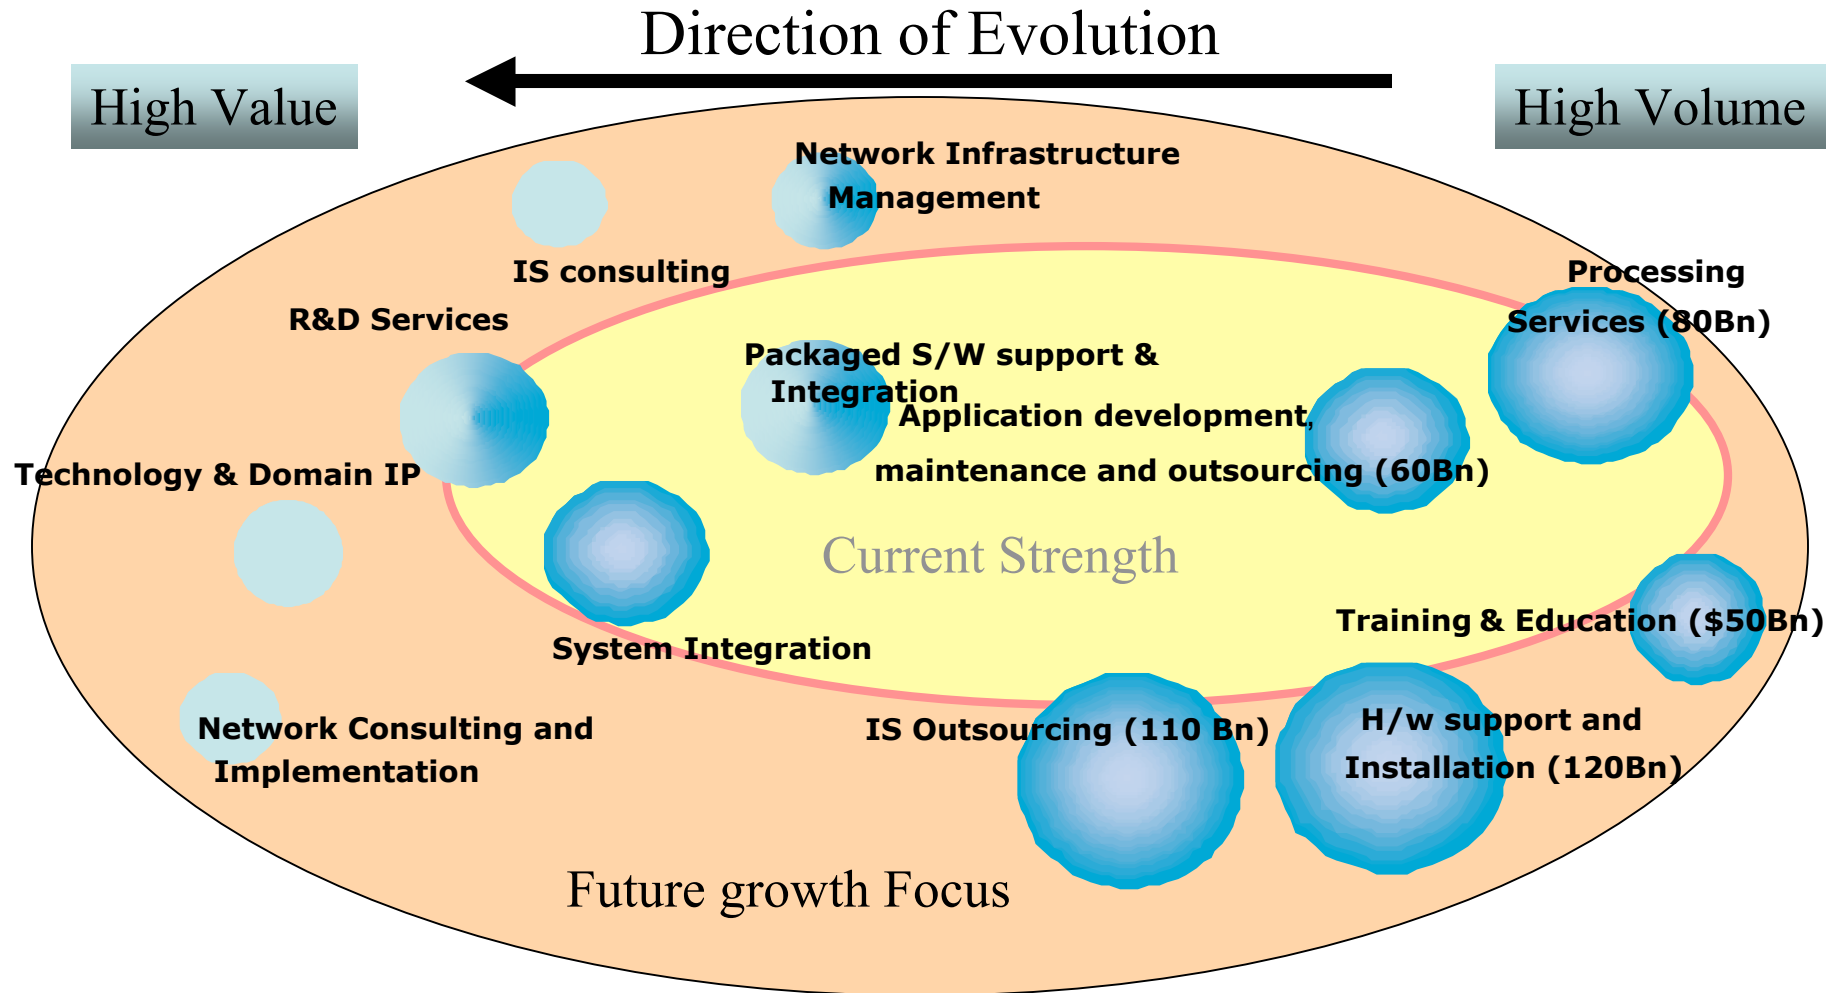 Direction of Evolution
High Value
High Volume
Network Infrastructure
Management
IS consulting
Processing
Services (80Bn)
R&D Services
Packaged S/W support &
Integration
Application development,
maintenance and outsourcing (60Bn)
Technology & Domain IP
Current Strength
Training & Education ($50Bn)
System Integration
IS Outsourcing (110 Bn)
H/w support and
Installation (120Bn)
Network Consulting and
Implementation
Future growth Focus